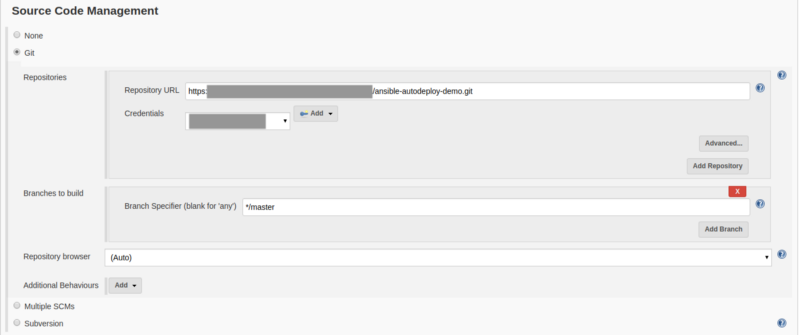 Source Code Management
None
Git
Repositories
Repository URL https: /ansible-autodeploy-demo.git
Credentials Add
Advanced...
Add Repository
Branches to build
X
Branch Specifier (blank for 'any') */master
Add Branch
Repository browser (Auto)
Additional Behaviours Add
Multiple SCMs
Subversion